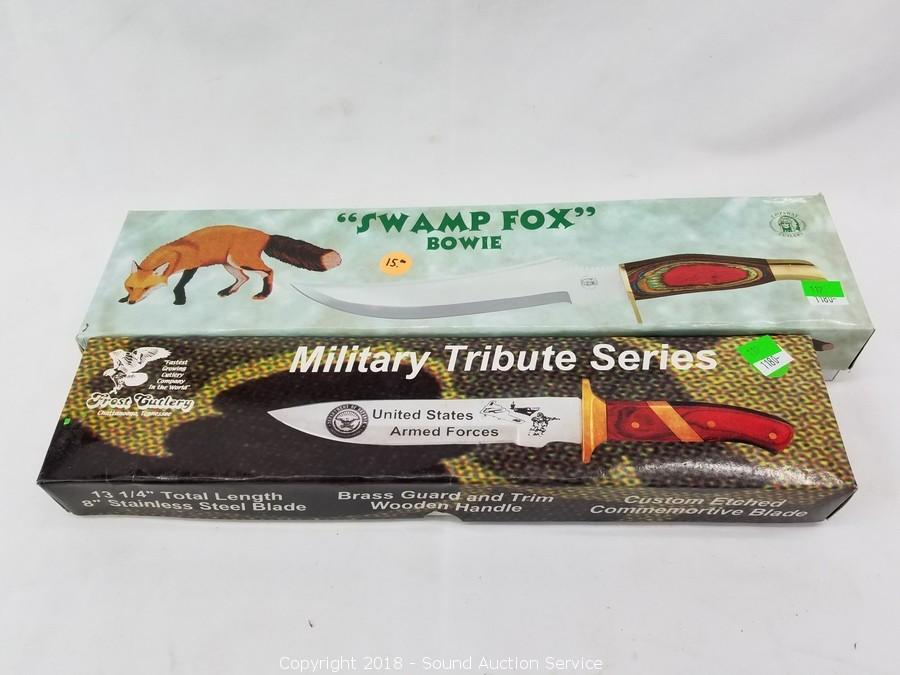 "SWAMP FOX"
BOWIE
15.00
117
1180
Military Tribute Series
1180
"Fastest
Growing
Cutlery
Company
In the World"
Frost Cutlery
Chattanooga, Tennessee
United States
Armed Forces
13 1/4" Total Length
8" Stainless Steel Blade
Brass Guard and Trim
Wooden Handle
Custom Etched
Commemortive Blade
Copyright 2018 - Sound Auction Service